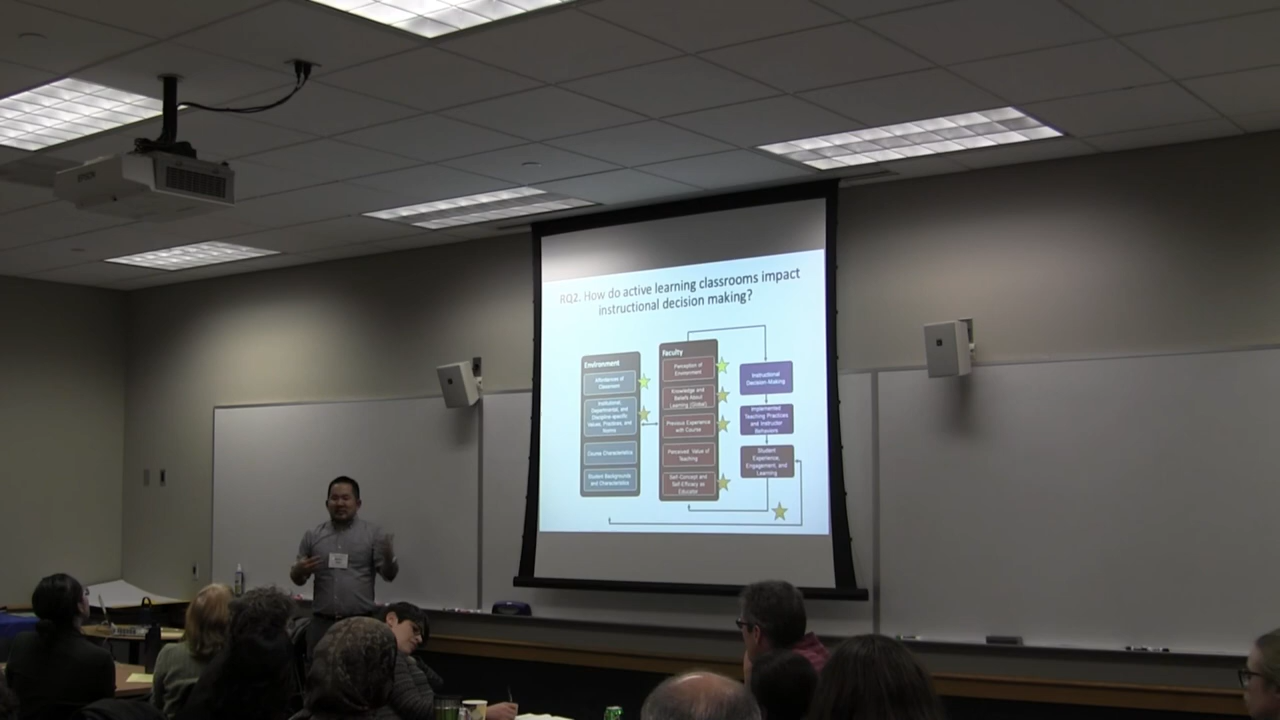 EPSON
RQ2. How do active learning classrooms impact
instructional decision making?
Environment
Affordances of
Classroom
Institutional,
Departmental, and
Discipline-specific
Values, Practices, and
Norms
Course Characteristics
Student Backgrounds
and Characteristics
Faculty
Perception of
Environment
Knowledge and
Beliefs About
Learning (Global)
Previous Experience
with Course
Perceived Value of
Teaching
Self-Concept and
Self-Efficacy as
Educator
Instructional
Decision-Making
Implemented
Teaching Practices
and Instructor
Behaviors
Student
Experience,
Engagement, and
Learning